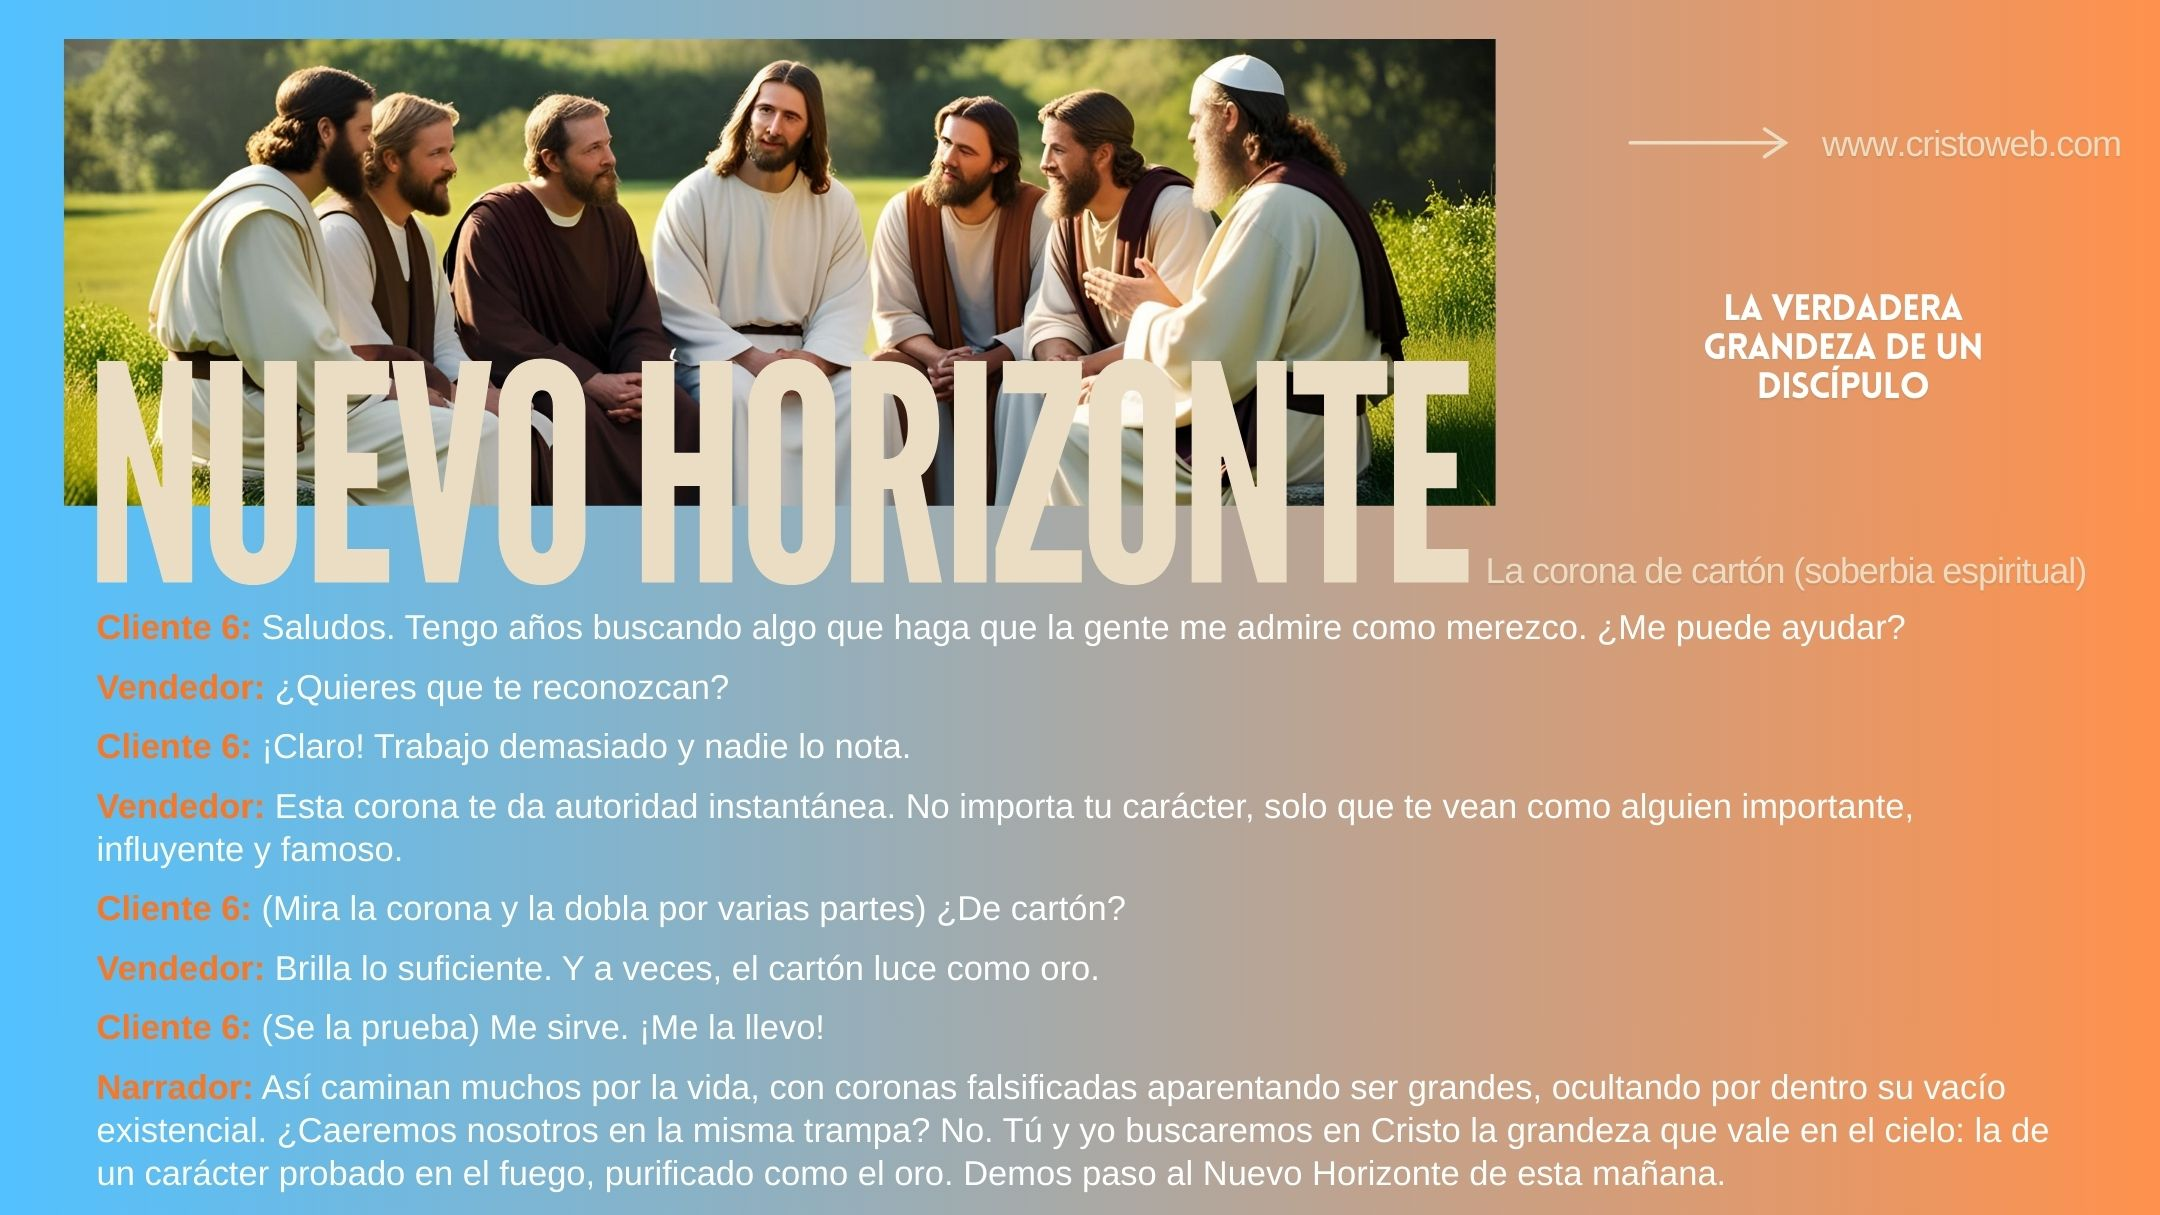 www.cristoweb.com
LA VERDADERA
GRANDEZA DE UN
DISCÍPULO
NUEVO HORIZONTE
La corona de cartón (soberbia espiritual)
Cliente 6: Saludos. Tengo años buscando algo que haga que la gente me admire como merezco. ¿Me puede ayudar?
Vendedor: ¿Quieres que te reconozcan?
Cliente 6: ¡Claro! Trabajo demasiado y nadie lo nota.
Vendedor: Esta corona te da autoridad instantánea. No importa tu carácter, solo que te vean como alguien importante,
influyente y famoso.
Cliente 6: (Mira la corona y la dobla por varias partes) ¿De cartón?
Vendedor: Brilla lo suficiente. Y a veces, el cartón luce como oro.
Cliente 6: (Se la prueba) Me sirve. ¡Me la llevo!
Narrador: Así caminan muchos por la vida, con coronas falsificadas aparentando ser grandes, ocultando por dentro su vacío
existencial. ¿Caeremos nosotros en la misma trampa? No. Tú y yo buscaremos en Cristo la grandeza que vale en el cielo: la de
un carácter probado en el fuego, purificado como el oro. Demos paso al Nuevo Horizonte de esta mañana.